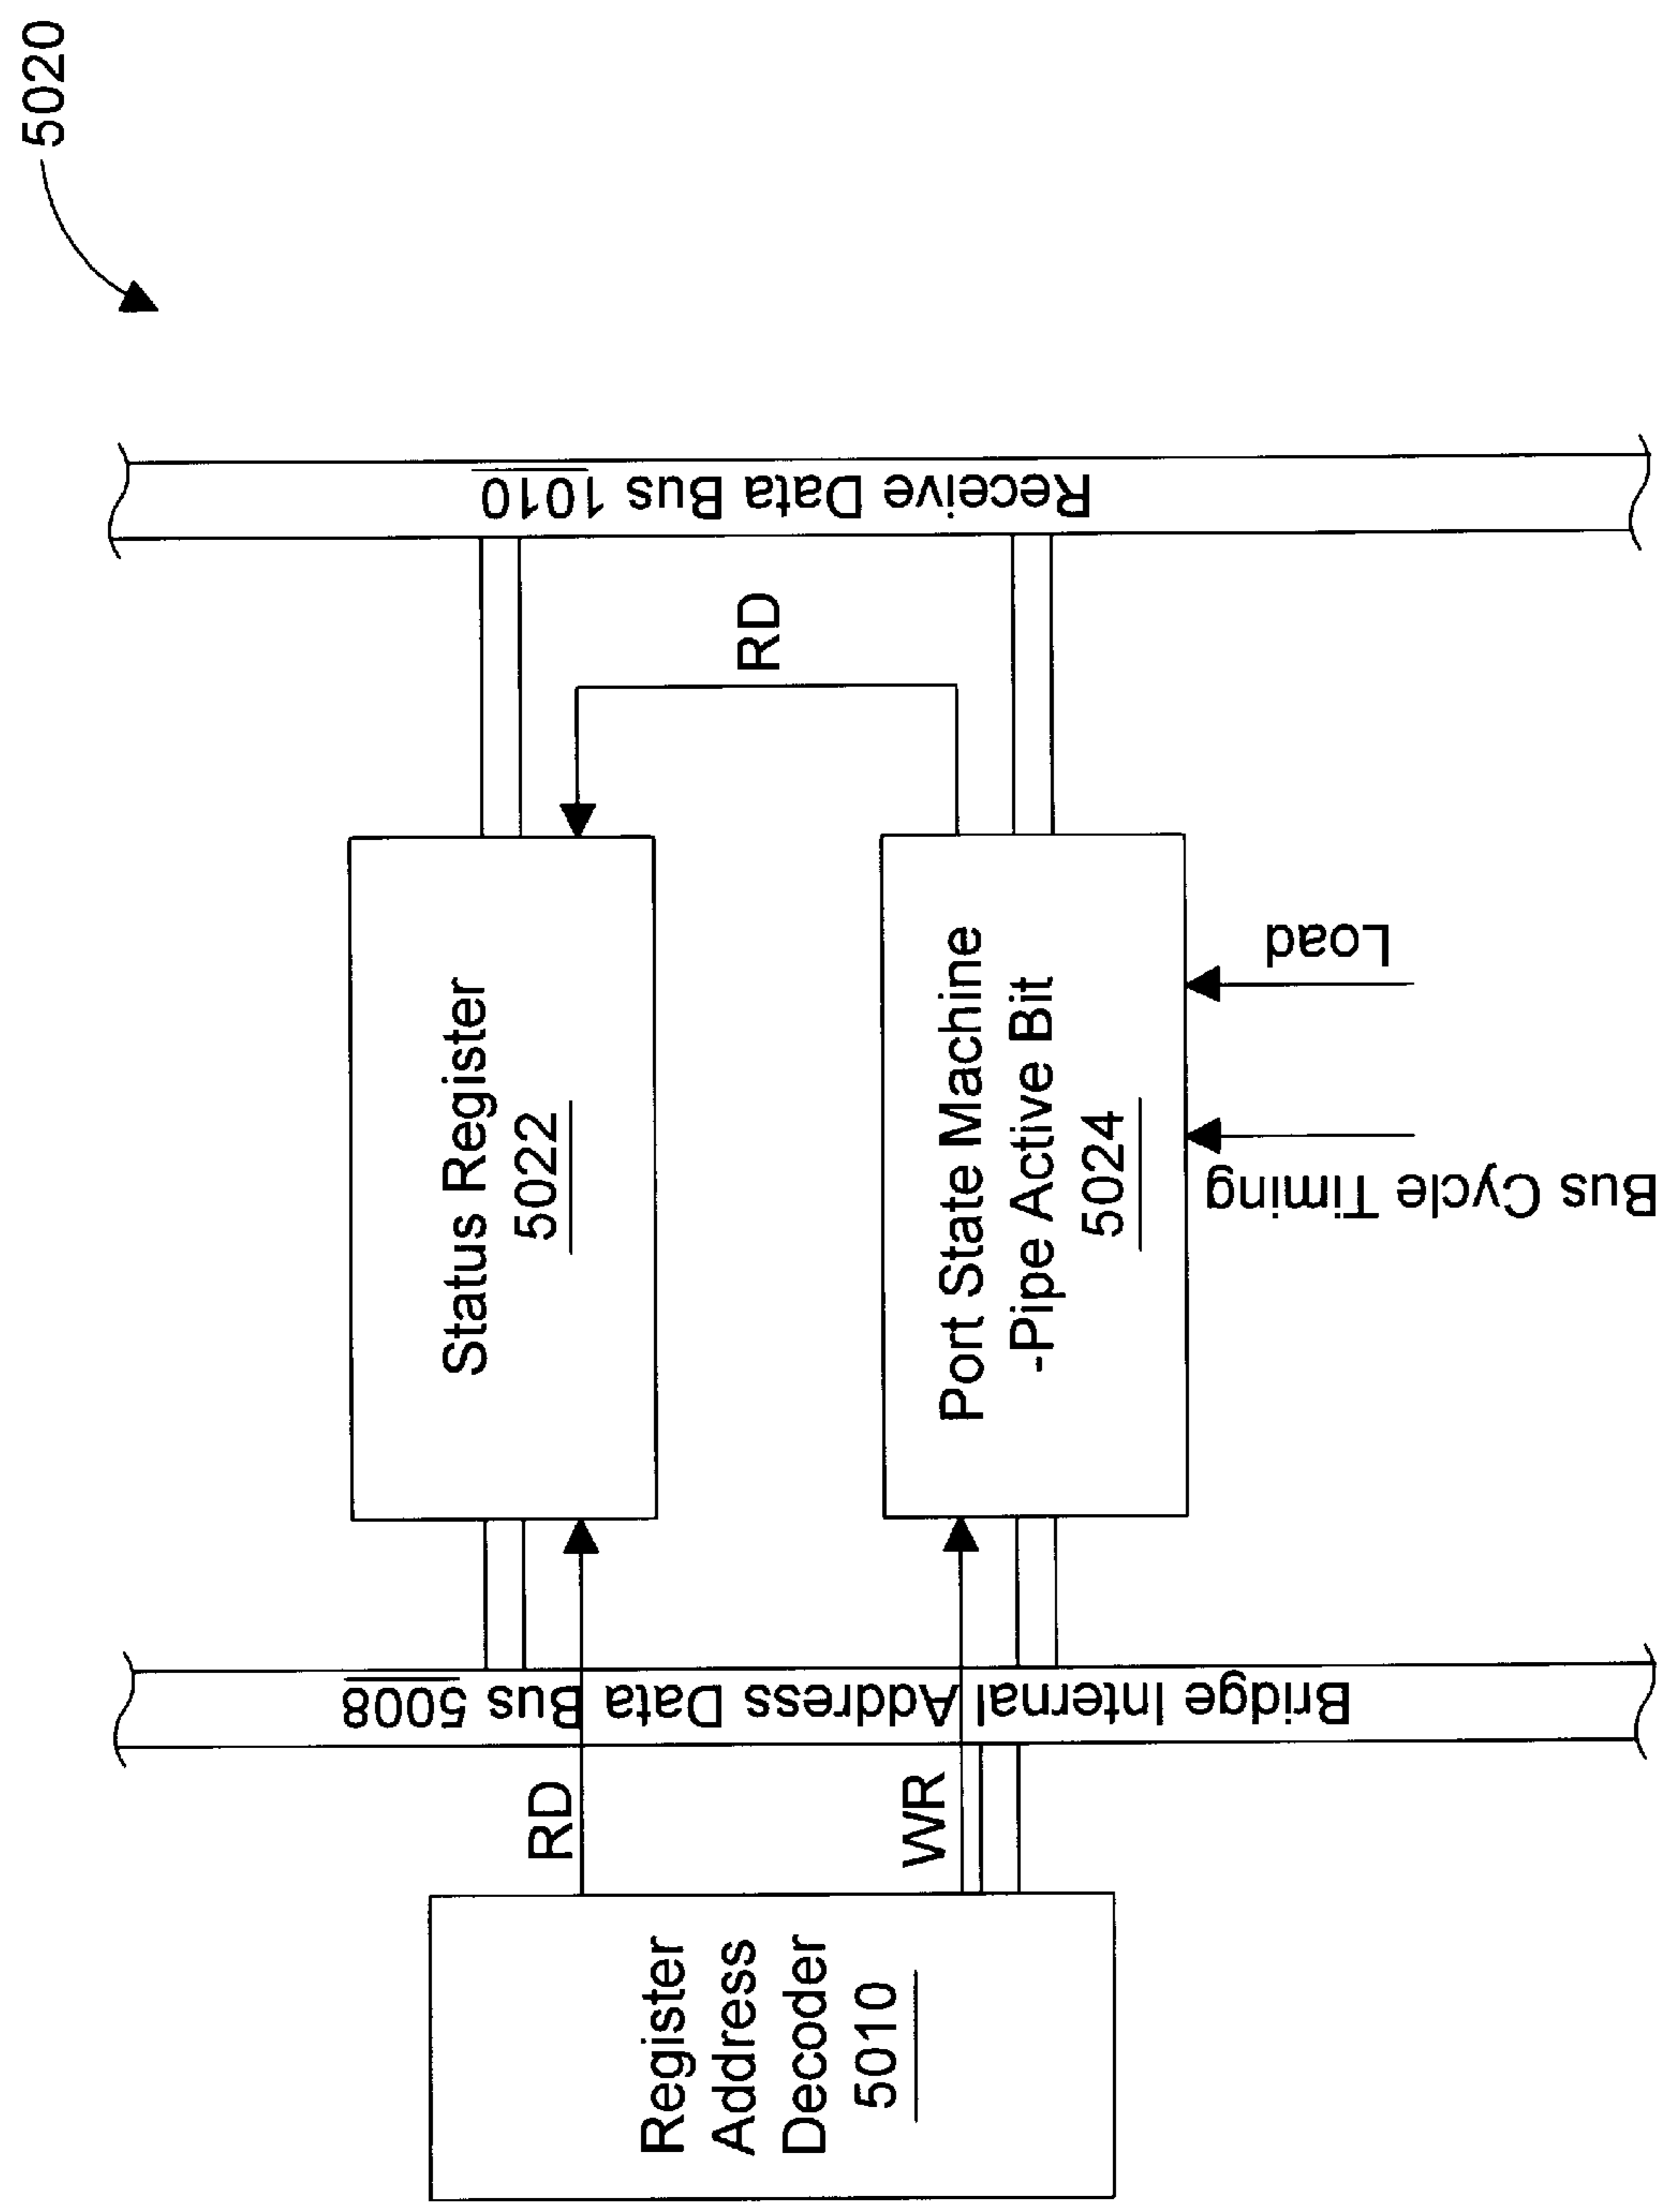 5020
Receive Data Bus 1010
RD
Status Register
5022
Port State Machine
-Pipe Active Bit
5024
Load
Bus Cycle Timing
Bridge Internal Address Data Bus 5008
RD
WR
Register
Address
Decoder
5010